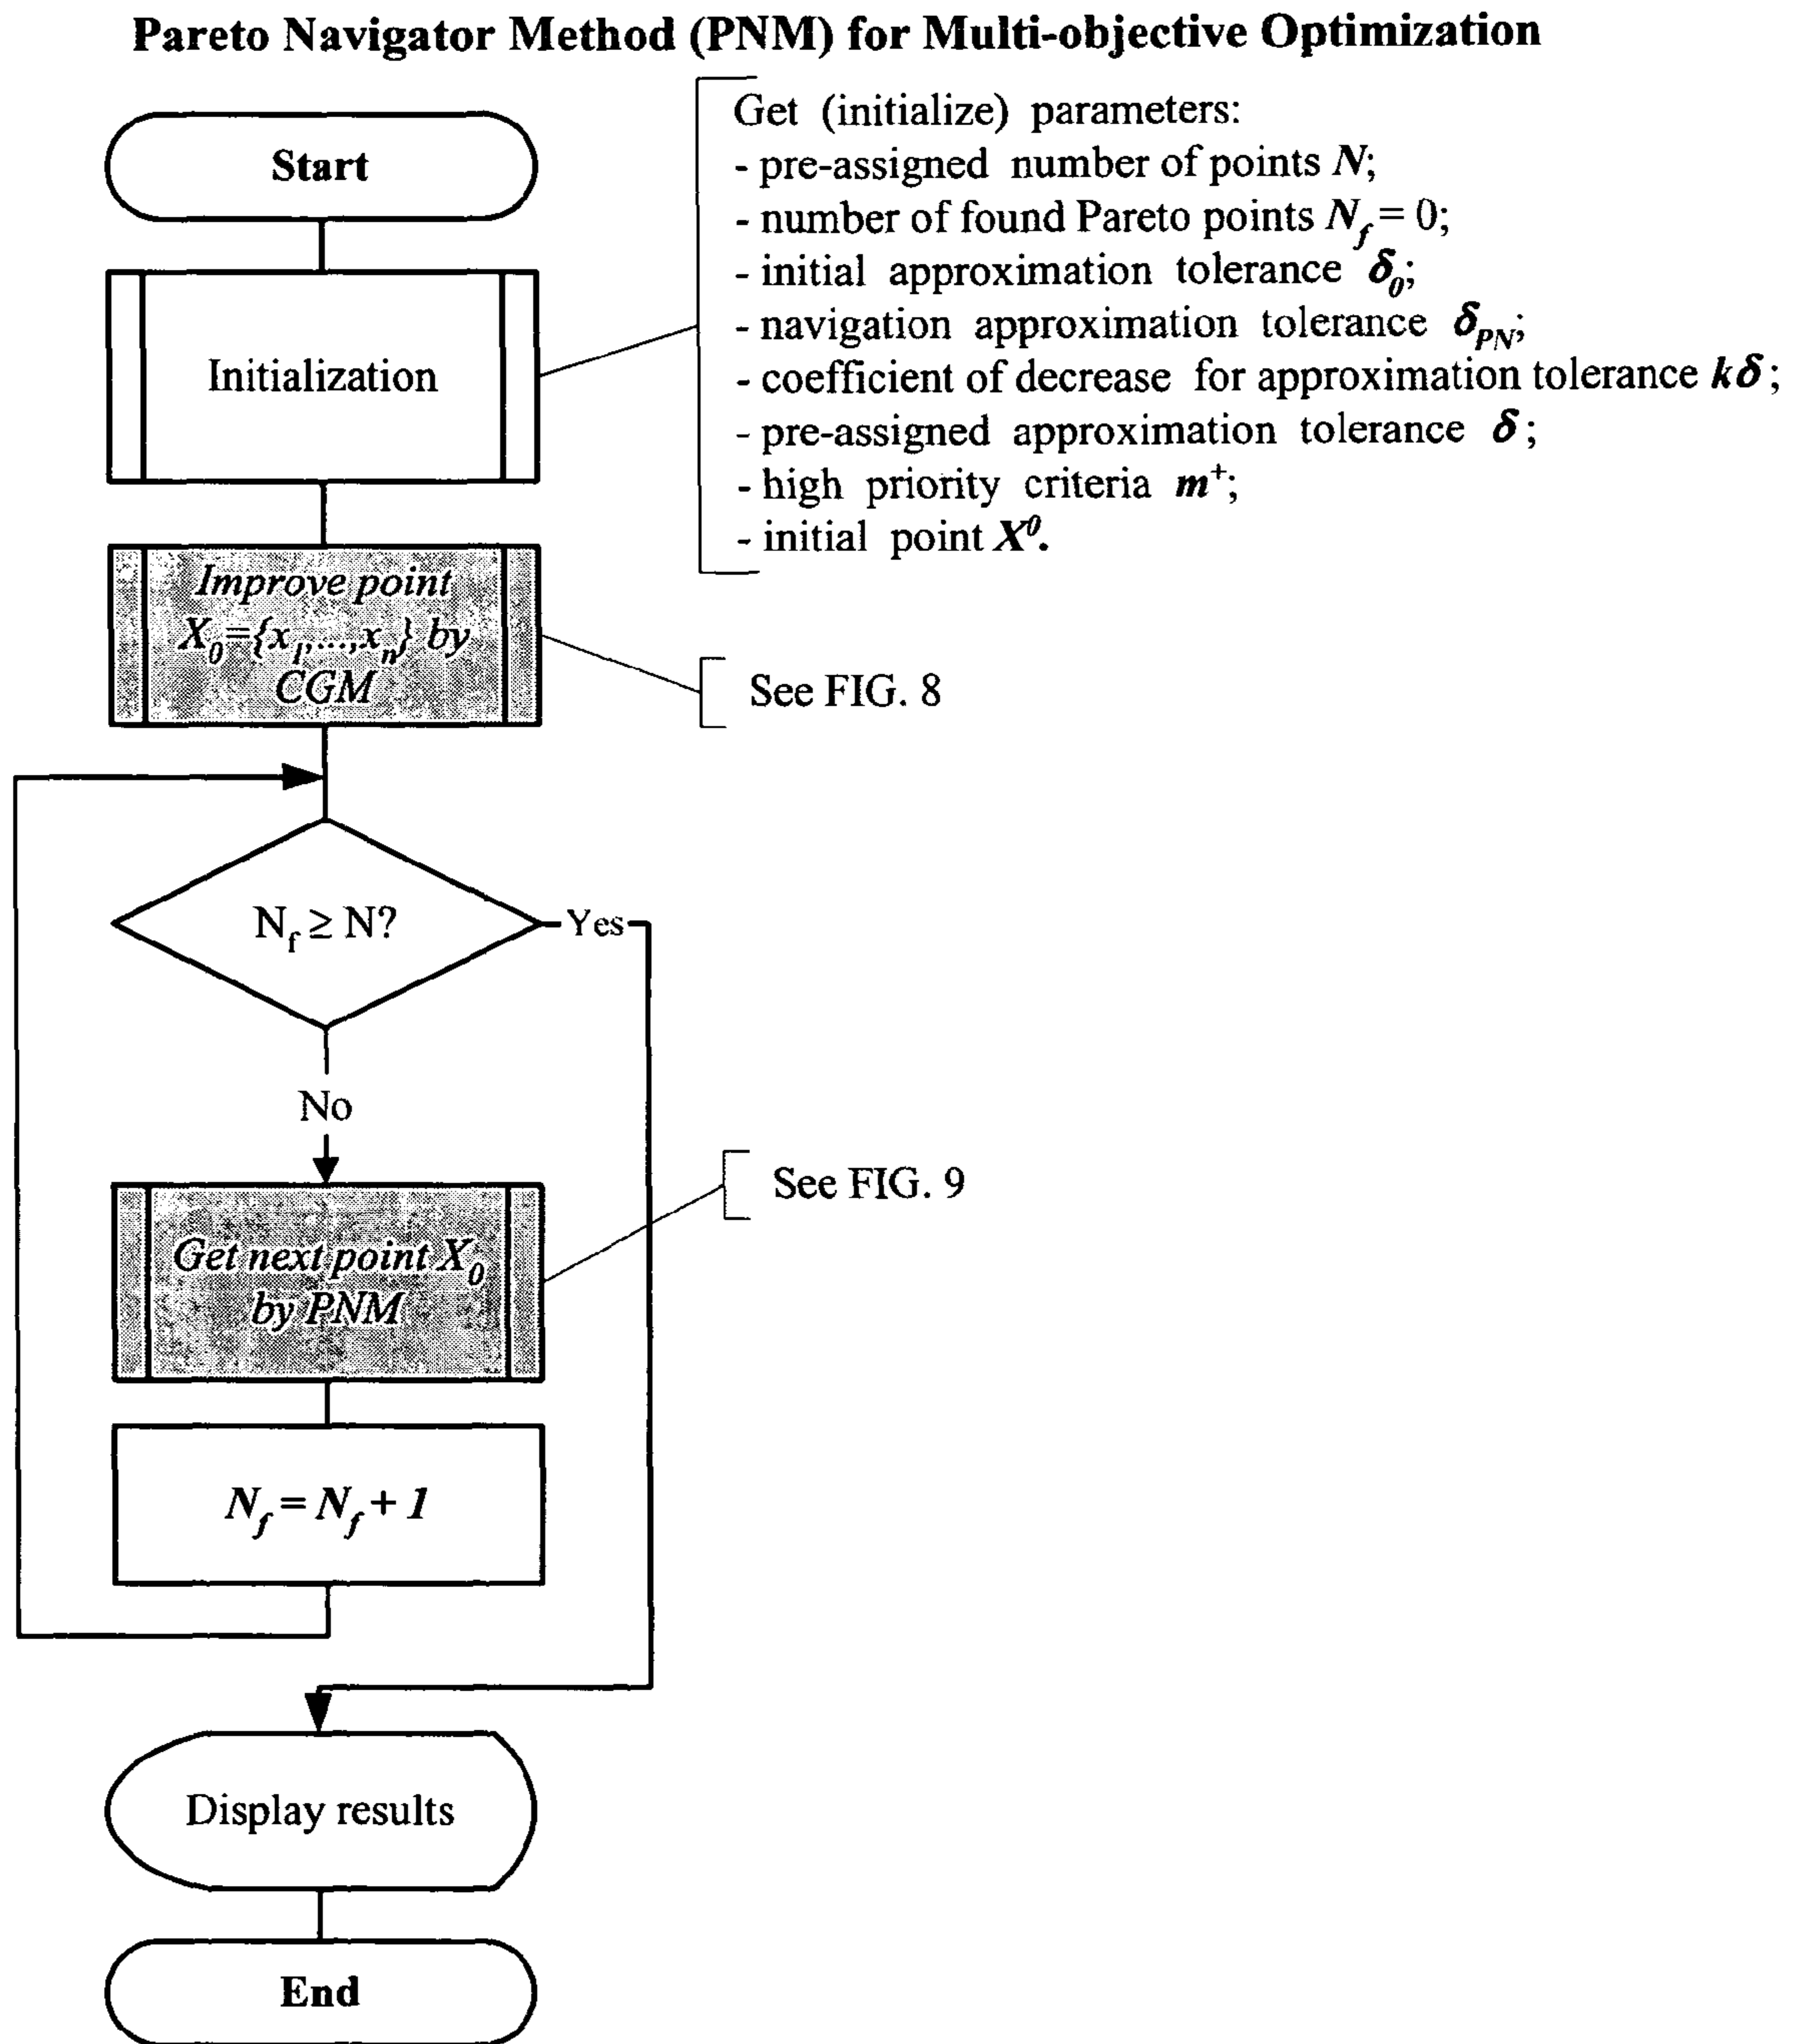 Pareto Navigator Method (PNM) for Multi-objective Optimization
Start
Get (initialize) parameters:
- pre-assigned number of points N;
- number of found Pareto points N_f = 0;
- initial approximation tolerance δ_0;
- navigation approximation tolerance δ_PN;
- coefficient of decrease for approximation tolerance kδ;
- pre-assigned approximation tolerance δ;
- high priority criteria m⁺;
- initial point X⁰.
Initialization
Improve point
X_0={x_1,...,x_n} by
CGM
See FIG. 8
N_f ≥ N?
Yes
No
See FIG. 9
Get next point X_0
by PNM
N_f = N_f + 1
Display results
End